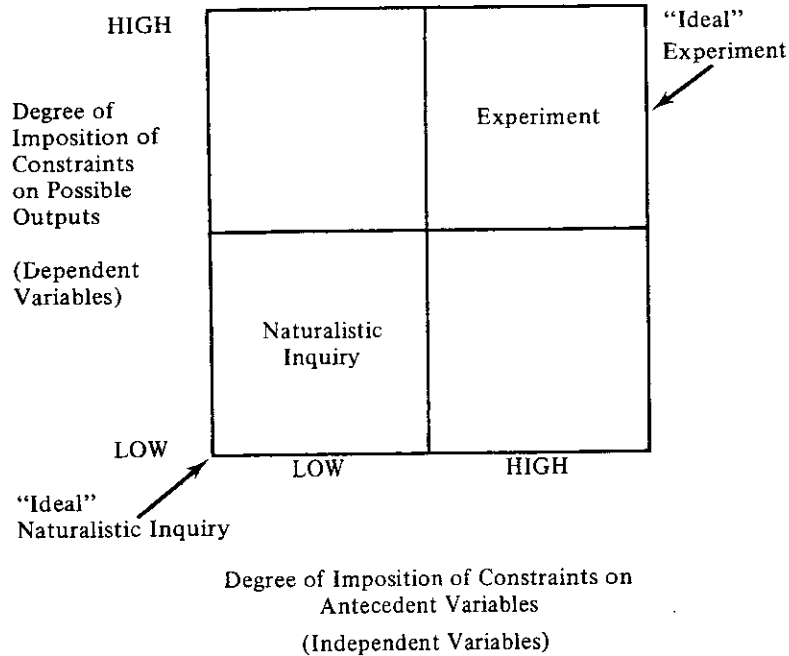 HIGH
“Ideal”
Experiment
Degree of
Imposition of
Constraints
on Possible
Outputs
(Dependent
Variables)
Experiment
Naturalistic
Inquiry
LOW
LOW
HIGH
“Ideal”
Naturalistic Inquiry
Degree of Imposition of Constraints on
Antecedent Variables
(Independent Variables)